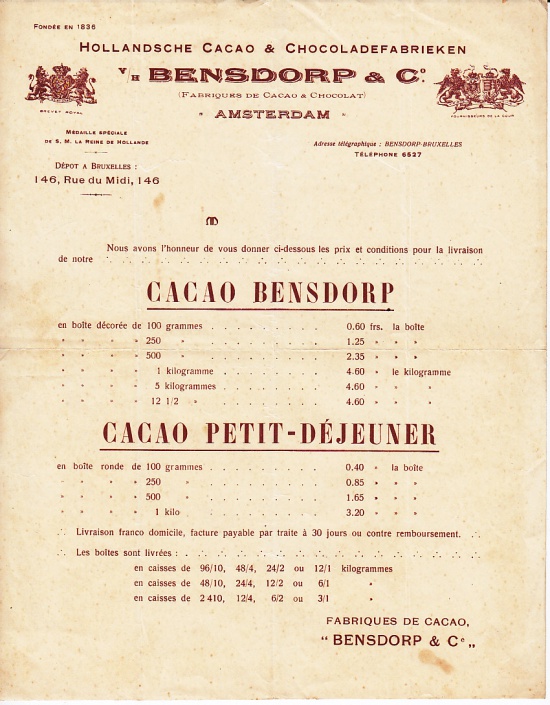 FONDÉE EN 1836
HOLLANDSCHE CACAO & CHOCOLADEFABRIEKEN
V/H BENSDORP & Cº.
(FABRIQUES DE CACAO & CHOCOLAT)
" AMSTERDAM "
BREVET ROYAL
FOURNISSEURS DE LA COUR
MÉDAILLE SPÉCIALE
DE S. M. LA REINE DE HOLLANDE
Adresse télégraphique : BENSDORP-BRUXELLES
TÉLÉPHONE 6527
DÉPOT A BRUXELLES :
146, Rue du Midi, 146
M
Nous avons l'honneur de vous donner ci-dessous les prix et conditions pour la livraison
de notre
CACAO BENSDORP
en boîte décorée de 100 grammes . . . . . . . . 0.60 frs. la boîte
" " " " 250 " . . . . . . . . 1.25 " " "
" " " " 500 " . . . . . . . . 2.35 " " "
" " " " 1 kilogramme . . . . . . . . 4.60 " le kilogramme
" " " " 5 kilogrammes . . . . . . . . 4.60 " " "
" " " " 12 1/2 " . . . . . . . . 4.60 " " "
CACAO PETIT-DÉJEUNER
en boîte ronde de 100 grammes . . . . . . . . 0.40 " la boîte
" " " " 250 " . . . . . . . . 0.85 " " "
" " " " 500 " . . . . . . . . 1.65 " " "
" " " " 1 kilo . . . . . . . . 3.20 " " "
∴ Livraison franco domicile, facture payable par traite à 30 jours ou contre remboursement. ∴
∴ Les boîtes sont livrées : ∴ ∴ ∴ ∴ ∴ ∴ ∴ ∴
en caisses de 96/10, 48/4, 24/2 ou 12/1 kilogrammes
en caisses de 48/10, 24/4, 12/2 ou 6/1 "
en caisses de 2 410, 12/4, 6/2 ou 3/1 "
FABRIQUES DE CACAO,
“ BENSDORP & Cᵉ „